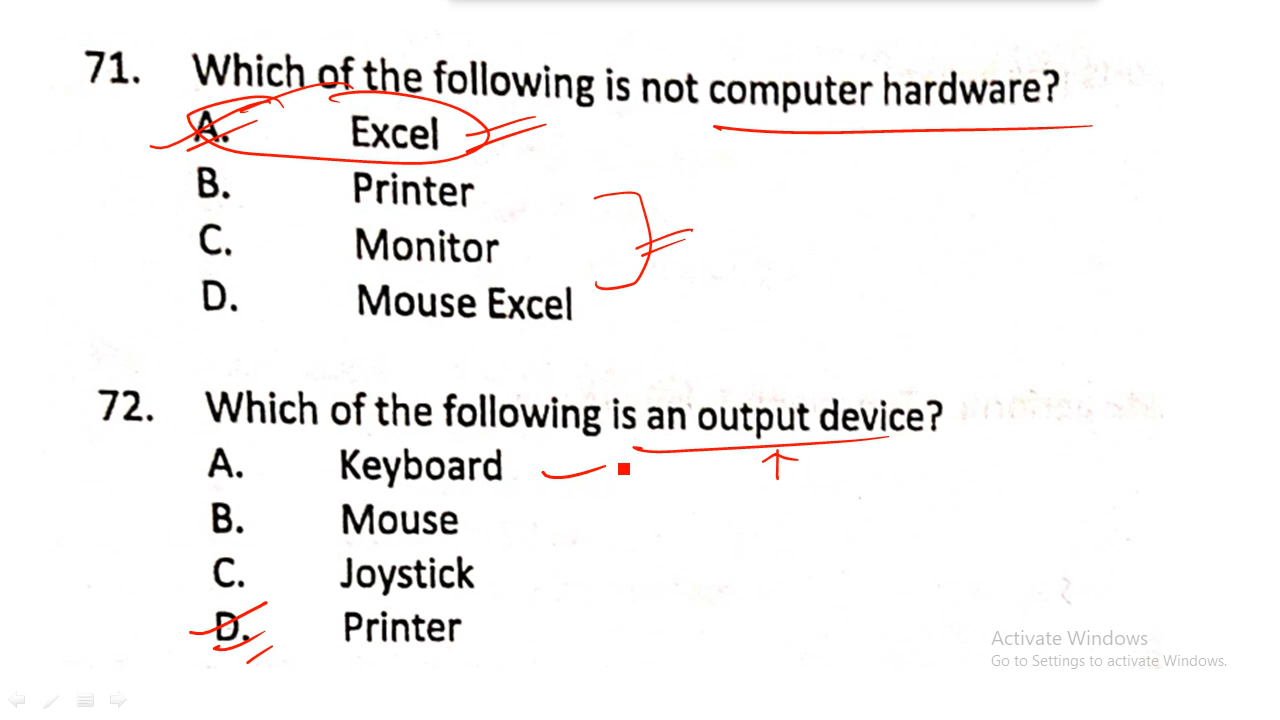 71. Which of the following is not computer hardware?
A. Excel
B. Printer
C. Monitor
D. Mouse Excel
72. Which of the following is an output device?
A. Keyboard
B. Mouse
C. Joystick
D. Printer
Activate Windows
Go to Settings to activate Windows.